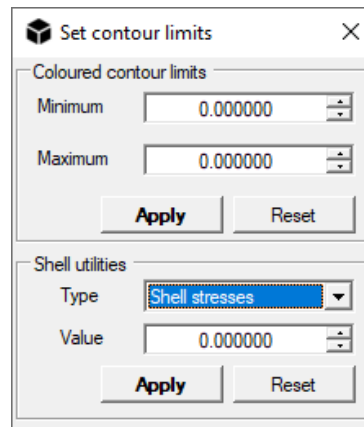 Set contour limits
Coloured contour limits
Minimum 0.000000
Maximum 0.000000
Apply Reset
Shell utilities
Type Shell stresses
Value 0.000000
Apply Reset